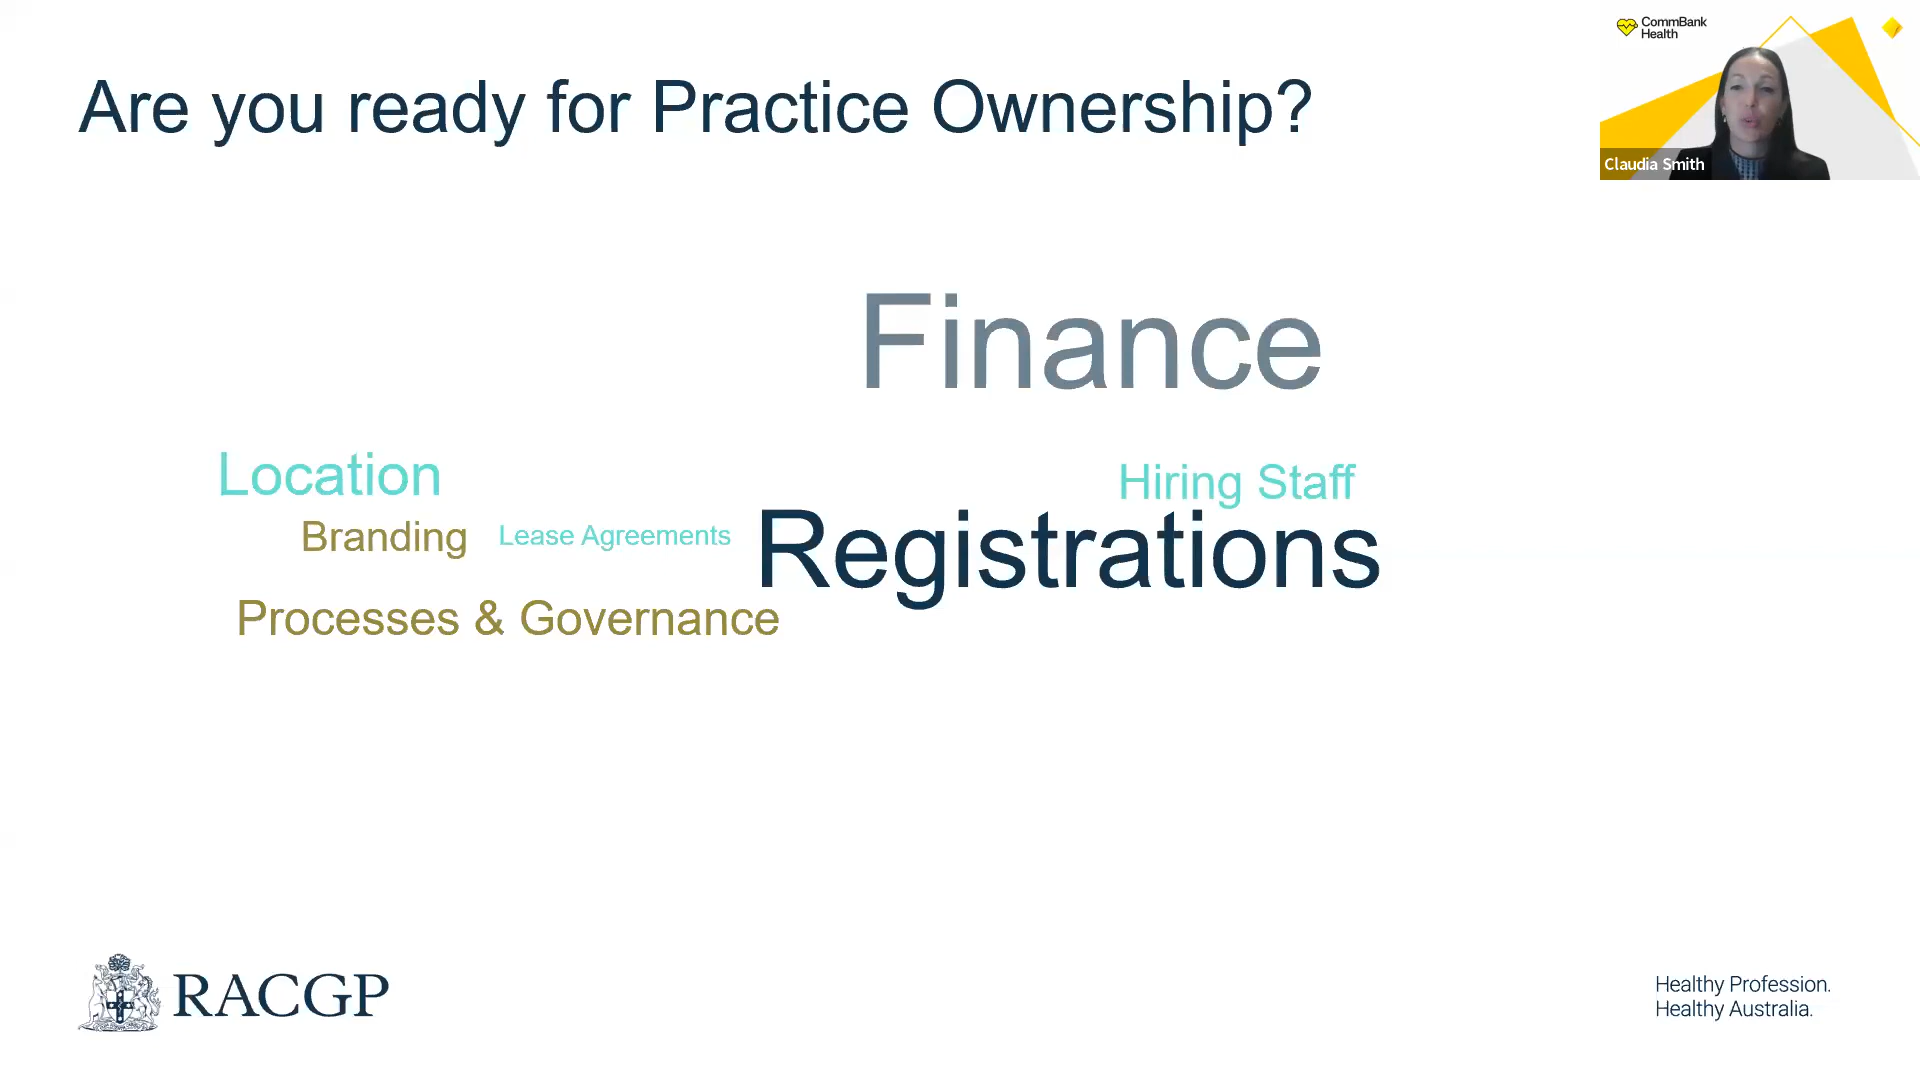 Are you ready for Practice Ownership?
CommBank
Health
Claudia Smith
Finance
Location
Hiring Staff
Branding
Lease Agreements
Registrations
Processes & Governance
RACGP
Healthy Profession.
Healthy Australia.